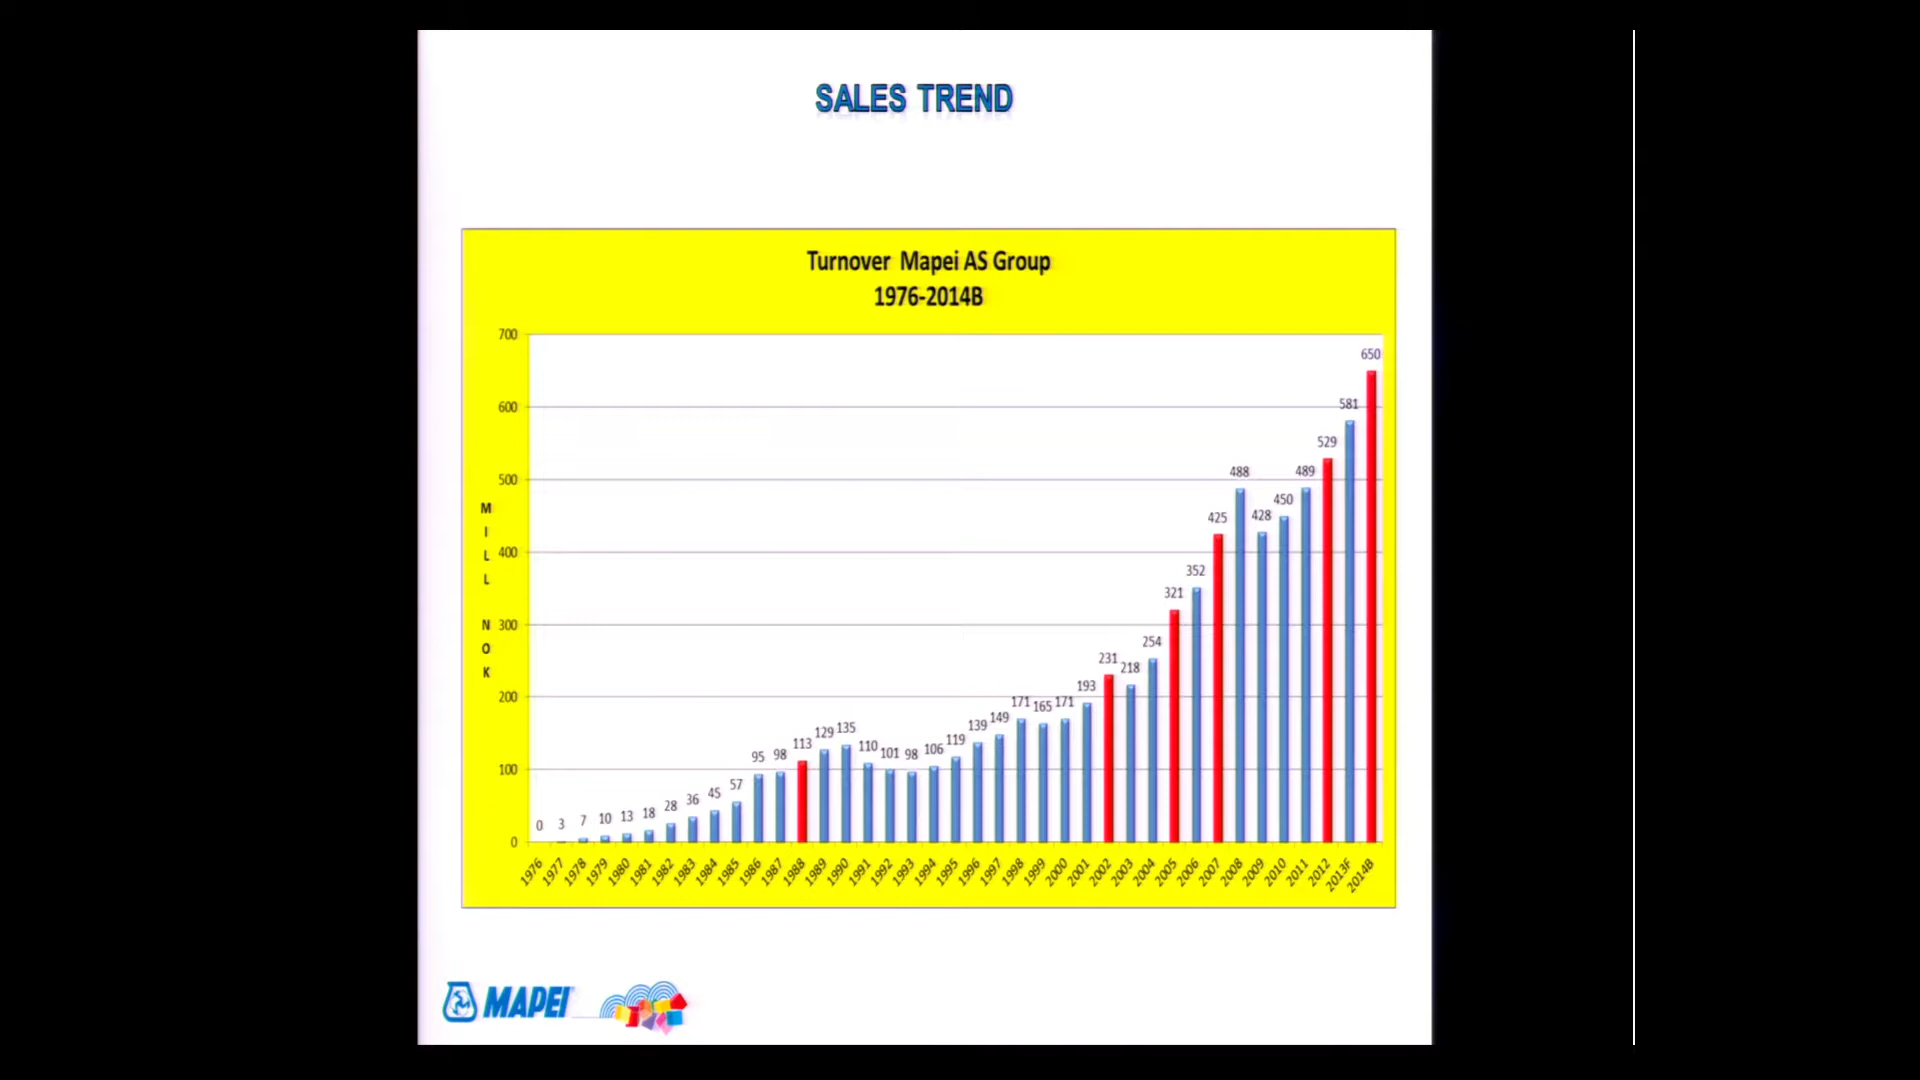 SALES TREND
Turnover Mapei AS Group
1976-2014B
MILL NOK
700
600
500
400
300
200
100
0
0 3 7 10 13 18 28 36 45 57 95 98 113 129 135 110 101 98 106 119 139 149 171 165 171 193 231 218 254 321 352 425 488 428 450 489 529 581 650
1976 1977 1978 1979 1980 1981 1982 1983 1984 1985 1986 1987 1988 1989 1990 1991 1992 1993 1994 1995 1996 1997 1998 1999 2000 2001 2002 2003 2004 2005 2006 2007 2008 2009 2010 2011 2012 2013F 2014B
MAPEI